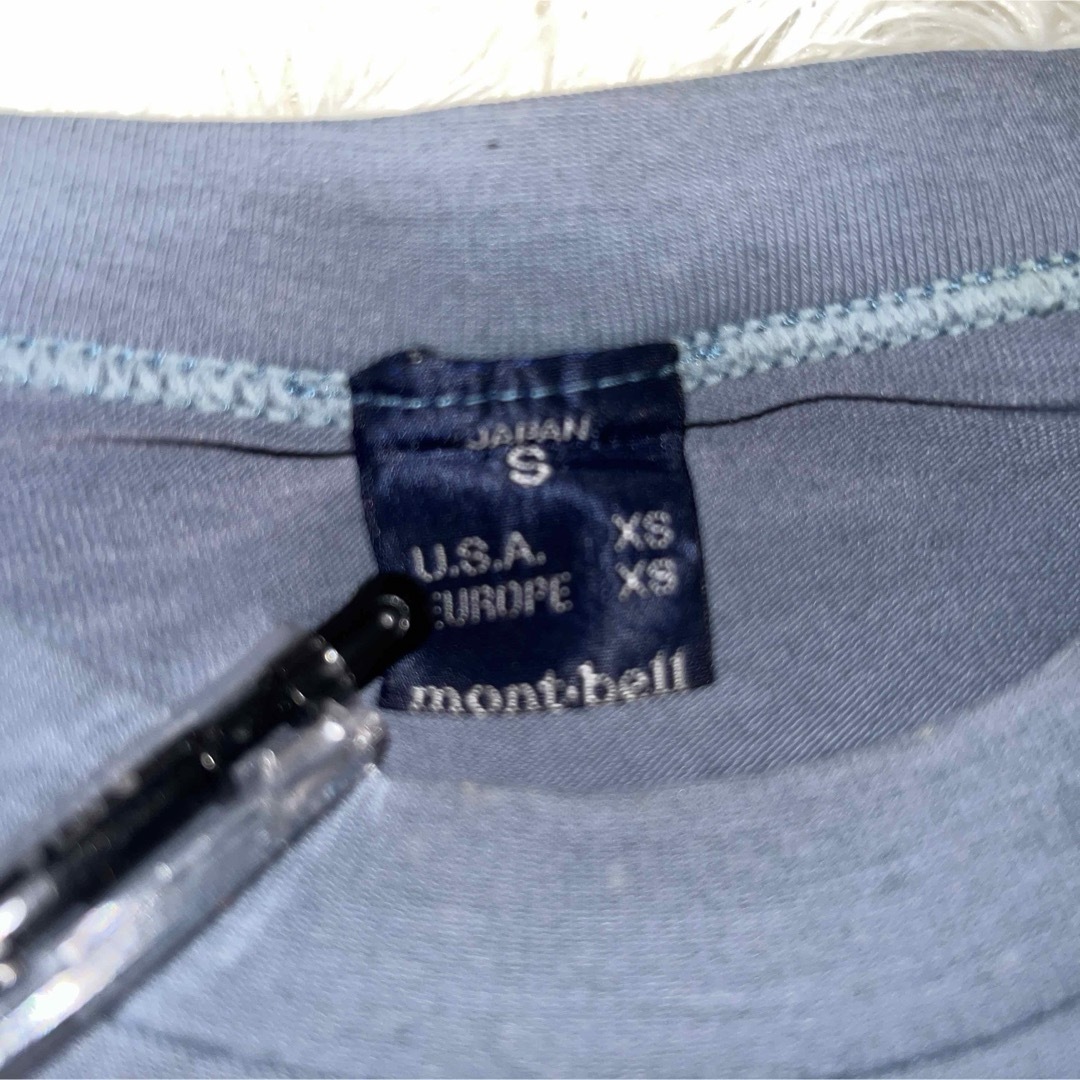 JAPAN
S
U.S.A. XS
EUROPE XS
mont·bell